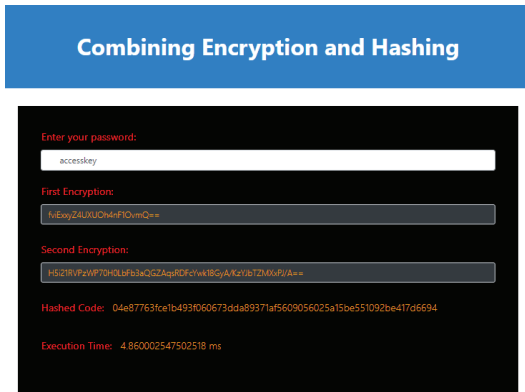 Combining Encryption and Hashing
Enter your password:
accesskey
First Encryption:
fviExxyZ4UXUOh4nF1OvmQ==
Second Encryption:
H5i21RVPzWP70H0LbFb3aQGZAqsRDFcYwk18GyA/KzYJbTZMXxPJ/A==
Hashed Code: 04e87763fce1b493f060673dda89371af5609056025a15be551092be417d6694
Execution Time: 4.860002547502518 ms